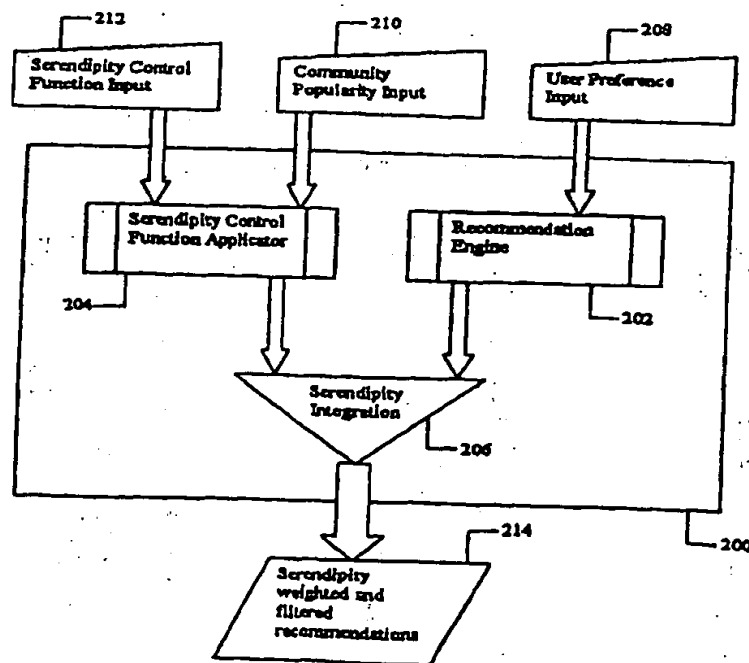 212
210
208
Serendipity Control
Function Input
Community
Popularity Input
User Preference
Input
Serendipity Control
Function Applicator
Recommendation
Engine
204
202
Serendipity
Integration
206
200
214
Serendipity
weighted and
filtered
recommendations